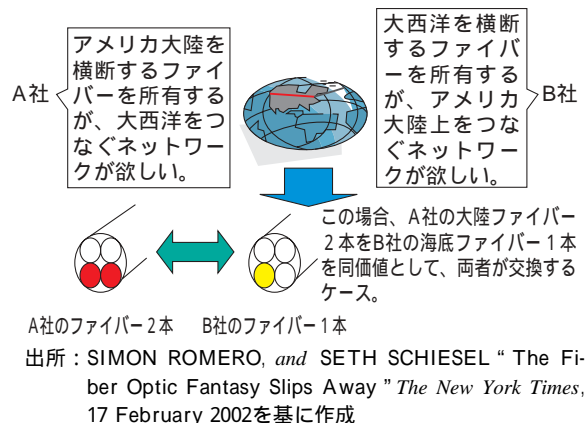 A社
アメリカ大陸を
横断するファイ
バーを所有する
が、大西洋をつ
なぐネットワー
クが欲しい。
大西洋を横断
するファイバ
ーを所有する
が、アメリカ
大陸上をつな
ぐネットワー
クが欲しい。
B社
この場合、A社の大陸ファイバー
2本をB社の海底ファイバー1本
を同価値として、両者が交換する
ケース。
A社のファイバー2本 B社のファイバー1本
出所：SIMON ROMERO, and SETH SCHIESEL “ The Fi-
ber Optic Fantasy Slips Away ” The New York Times,
17 February 2002を基に作成